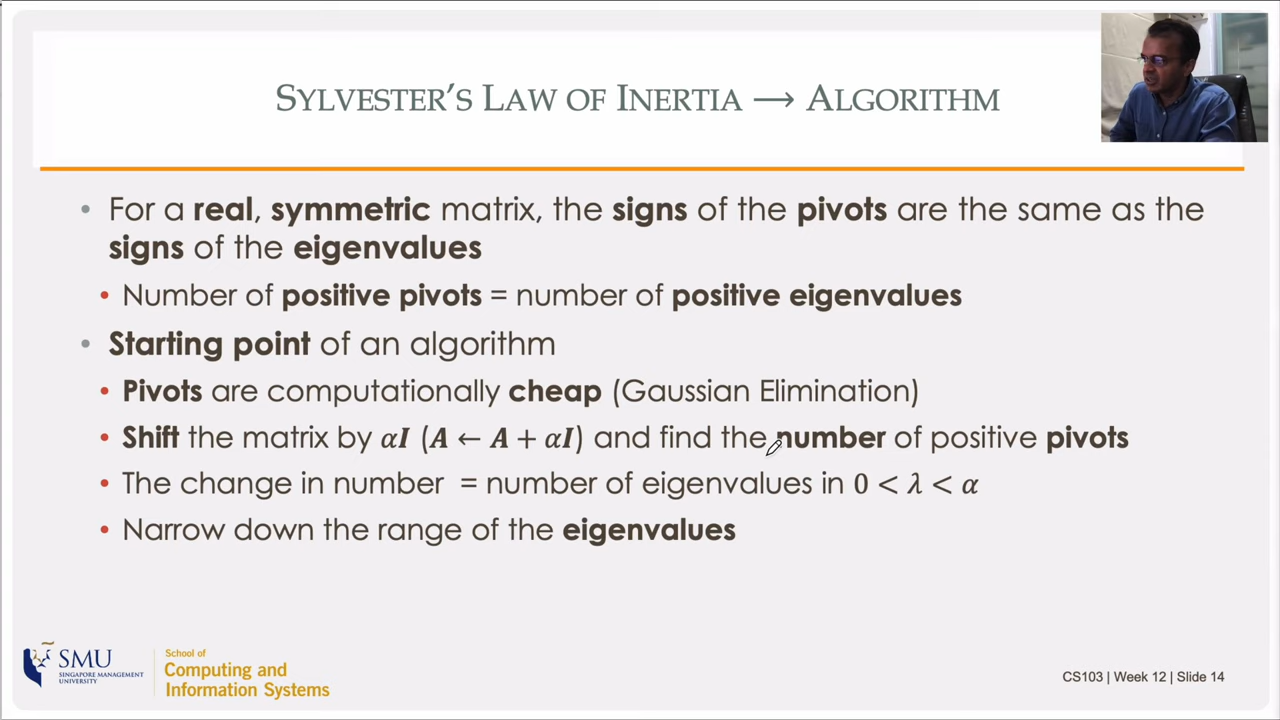 SYLVESTER'S LAW OF INERTIA ⟶ ALGORITHM
• For a real, symmetric matrix, the signs of the pivots are the same as the
signs of the eigenvalues
• Number of positive pivots = number of positive eigenvalues
• Starting point of an algorithm
• Pivots are computationally cheap (Gaussian Elimination)
• Shift the matrix by αI (A ← A + αI) and find the number of positive pivots
• The change in number = number of eigenvalues in 0 < λ < α
• Narrow down the range of the eigenvalues
SMU
SINGAPORE MANAGEMENT
UNIVERSITY
School of
Computing and
Information Systems
CS103 | Week 12 | Slide 14